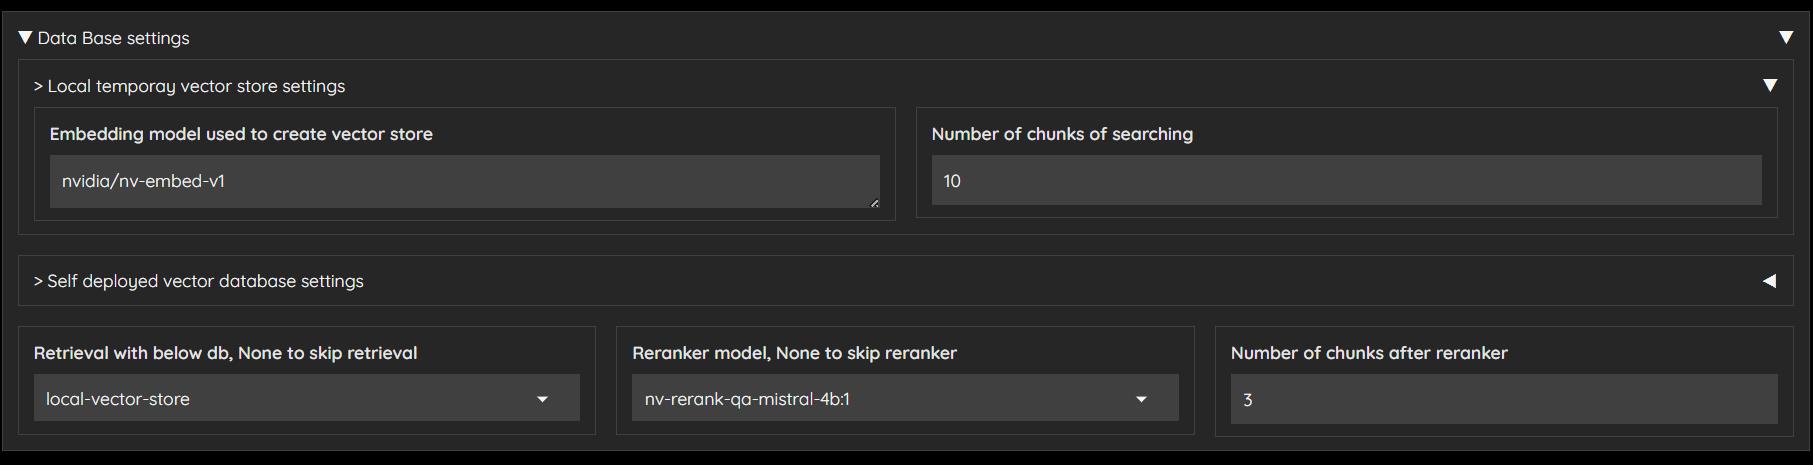 ▼ Data Base settings
> Local temporay vector store settings
Embedding model used to create vector store
nvidia/nv-embed-v1
Number of chunks of searching
10
> Self deployed vector database settings
Retrieval with below db, None to skip retrieval
local-vector-store
Reranker model, None to skip reranker
nv-rerank-qa-mistral-4b:1
Number of chunks after reranker
3